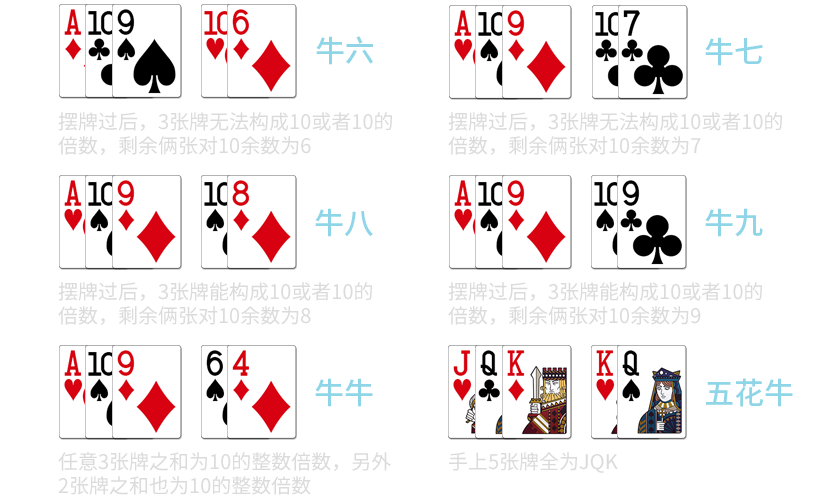 A 10 9 10 6 牛六
摆牌过后，3张牌无法构成10或者10的
倍数，剩余俩张对10余数为6
A 10 9 10 7 牛七
摆牌过后，3张牌无法构成10或者10的
倍数，剩余俩张对10余数为7
A 10 9 10 8 牛八
摆牌过后，3张牌能构成10或者10的
倍数，剩余俩张对10余数为8
A 10 9 10 9 牛九
摆牌过后，3张牌能构成10或者10的
倍数，剩余俩张对10余数为9
A 10 9 6 4 牛牛
任意3张牌之和为10的整数倍数，另外
2张牌之和也为10的整数倍数
J Q K K Q 五花牛
手上5张牌全为JQK